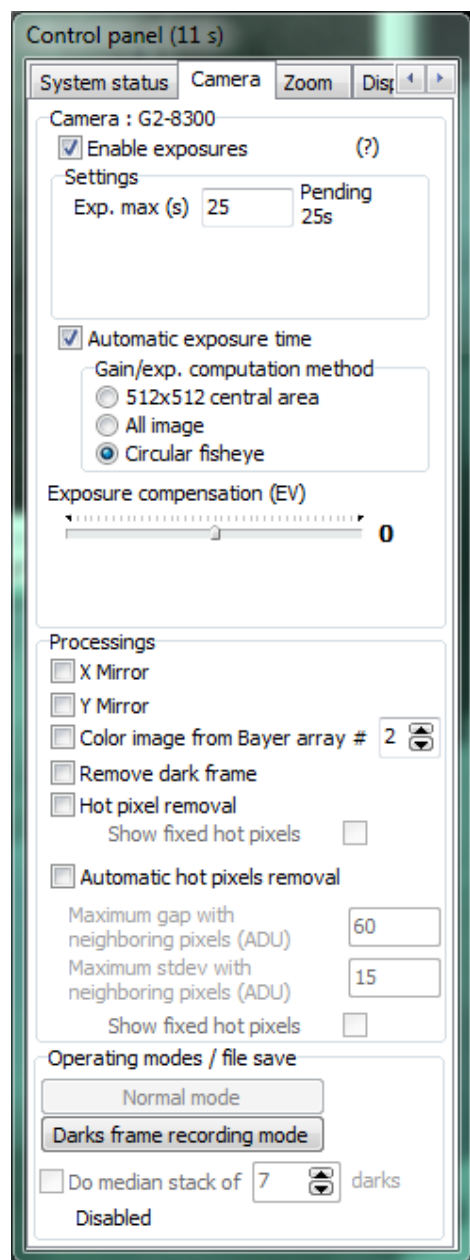 Control panel (11 s)
System status Camera Zoom Disp
Camera : G2-8300
Enable exposures (?)
Settings
Exp. max (s) 25 Pending
25s
Automatic exposure time
Gain/exp. computation method
512x512 central area
All image
Circular fisheye
Exposure compensation (EV)
0
Processings
X Mirror
Y Mirror
Color image from Bayer array # 2
Remove dark frame
Hot pixel removal
Show fixed hot pixels
Automatic hot pixels removal
Maximum gap with
neighboring pixels (ADU) 60
Maximum stdev with
neighboring pixels (ADU) 15
Show fixed hot pixels
Operating modes / file save
Normal mode
Darks frame recording mode
Do median stack of 7 darks
Disabled